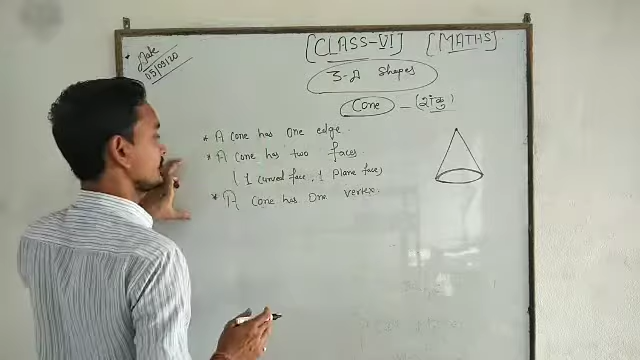 * Date
05/09/20
[CLASS-VI] [MATHS]
3-D Shapes
Cone - (शंकु)
* A cone has one edge.
* A cone has two faces.
( 1 curved face, 1 plane face)
* A cone has one vertex.